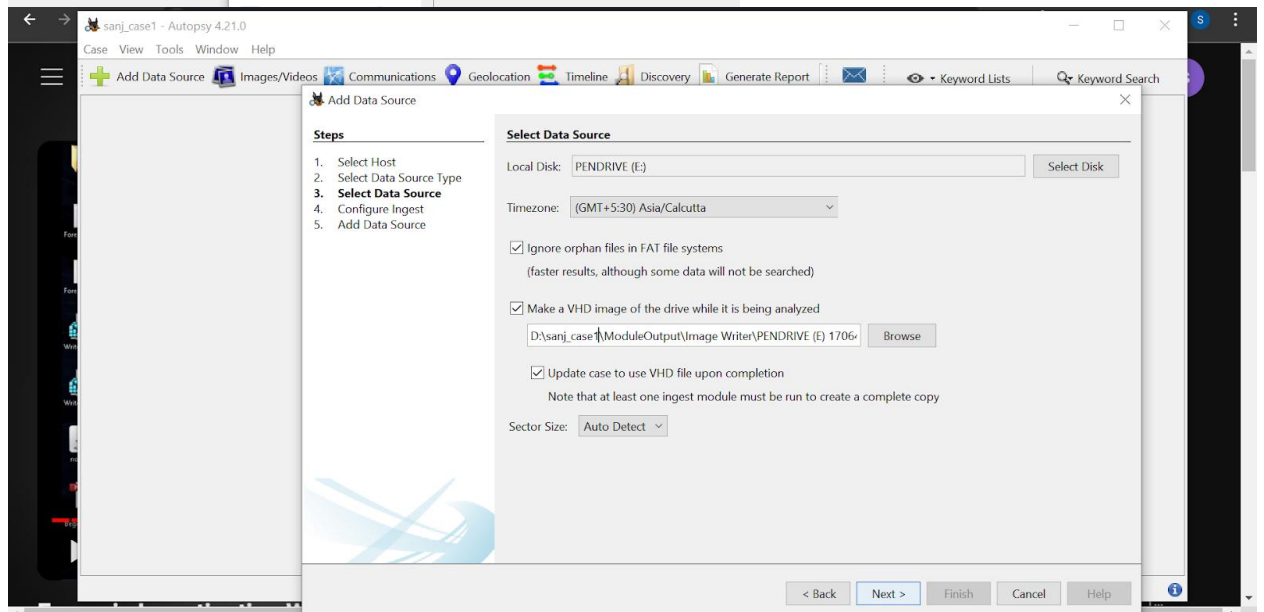 sanj_case1 - Autopsy 4.21.0
S
Case View Tools Window Help
Add Data Source Images/Videos Communications Geolocation Timeline Discovery Generate Report Keyword Lists Keyword Search
Add Data Source
Steps
1. Select Host
2. Select Data Source Type
3. Select Data Source
4. Configure Ingest
5. Add Data Source
Select Data Source
Local Disk: PENDRIVE (E:) Select Disk
Timezone: (GMT+5:30) Asia/Calcutta
Ignore orphan files in FAT file systems
(faster results, although some data will not be searched)
Make a VHD image of the drive while it is being analyzed
D:\sanj_case1\ModuleOutput\Image Writer\PENDRIVE (E) 1706 Browse
Update case to use VHD file upon completion
Note that at least one ingest module must be run to create a complete copy
Sector Size: Auto Detect
< Back Next > Finish Cancel Help